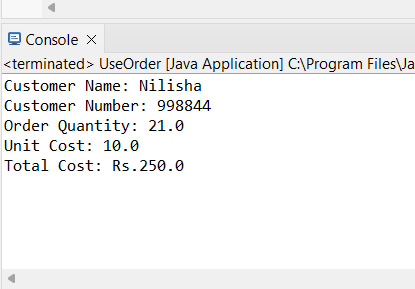 Console
<terminated> UseOrder [Java Application] C:\Program Files\Ja
Customer Name: Nilisha
Customer Number: 998844
Order Quantity: 21.0
Unit Cost: 10.0
Total Cost: Rs.250.0